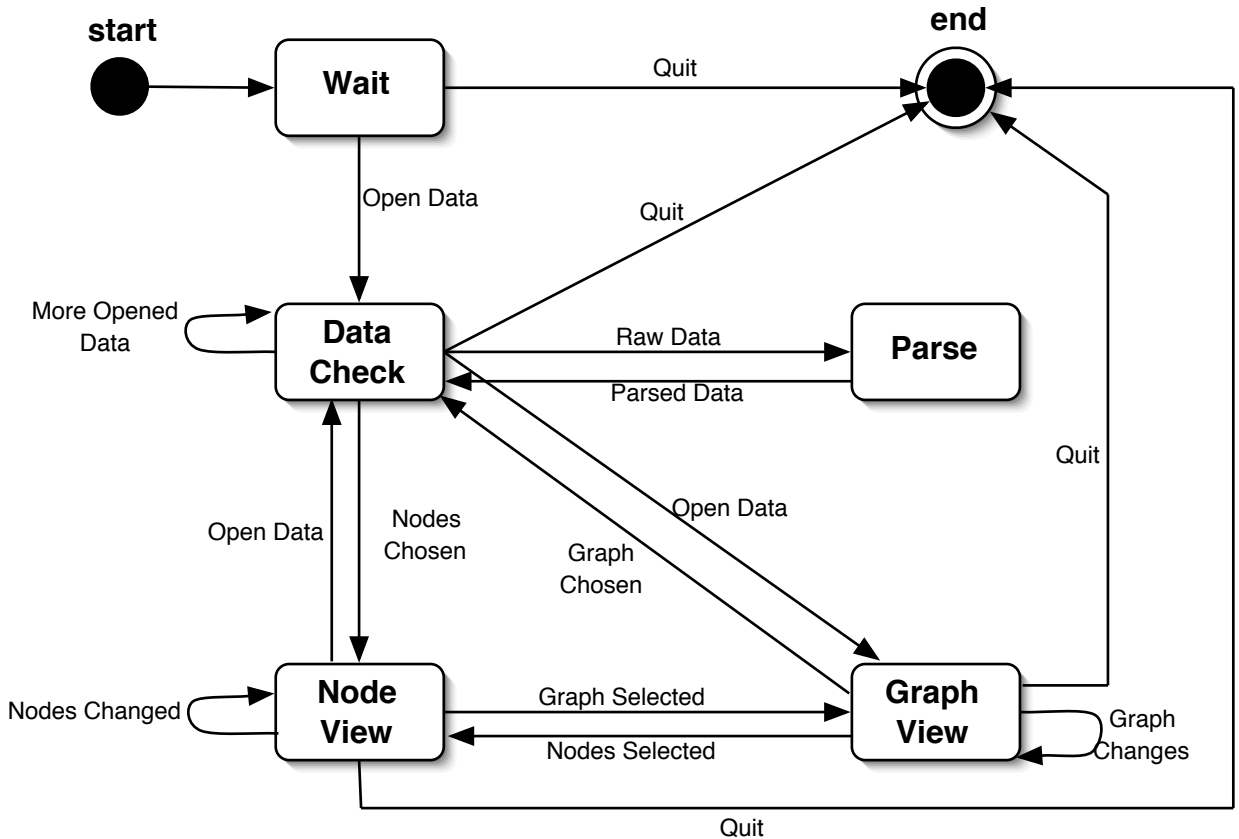 start
end
Wait
Quit
Open Data
Quit
More Opened
Data
Data
Check
Raw Data
Parse
Parsed Data
Quit
Open Data
Nodes
Chosen
Open Data
Graph
Chosen
Nodes Changed
Node
View
Graph Selected
Nodes Selected
Graph
View
Graph
Changes
Quit